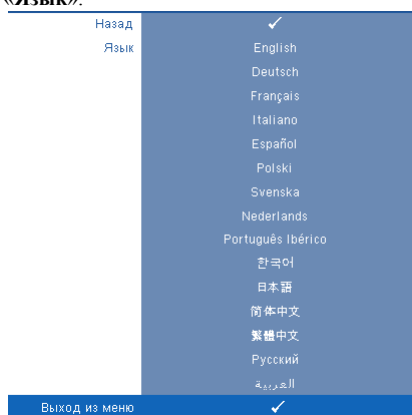 «Язык».
Назад ✓
Язык English
Deutsch
Français
Italiano
Español
Polski
Svenska
Nederlands
Português Ibérico
한국어
日本語
简体中文
繁體中文
Русский
العربية
Выход из меню ✓